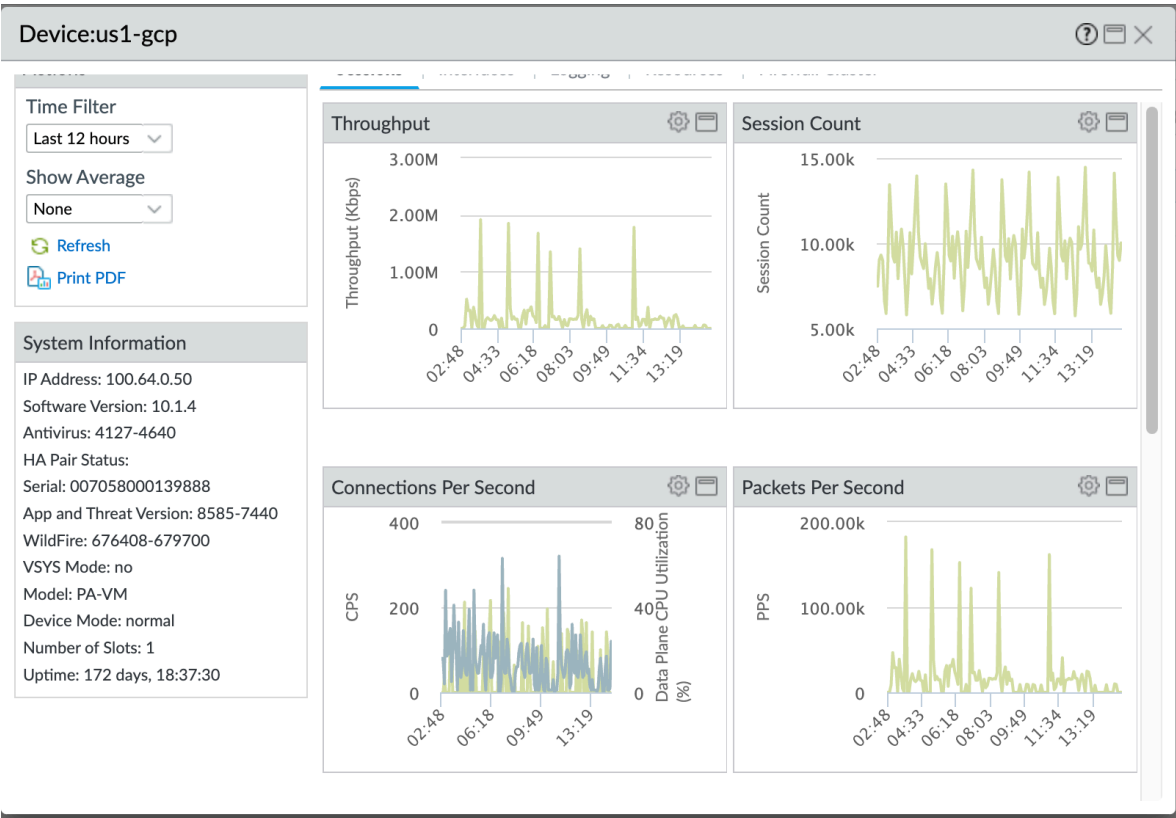 Device:us1-gcp
Actions
Sessions Interfaces Logging Resources Firewall Cluster
Time Filter
Last 12 hours
Show Average
None
Refresh
Print PDF
System Information
IP Address: 100.64.0.50
Software Version: 10.1.4
Antivirus: 4127-4640
HA Pair Status:
Serial: 007058000139888
App and Threat Version: 8585-7440
WildFire: 676408-679700
VSYS Mode: no
Model: PA-VM
Device Mode: normal
Number of Slots: 1
Uptime: 172 days, 18:37:30
Throughput
Throughput (Kbps)
3.00M
2.00M
1.00M
0
02:48 04:33 06:18 08:03 09:49 11:34 13:19
Session Count
Session Count
15.00k
10.00k
5.00k
02:48 04:33 06:18 08:03 09:49 11:34 13:19
Connections Per Second
CPS
400
200
0
80
40
0
Data Plane CPU Utilization
(%)
02:48 06:18 09:49 13:19
Packets Per Second
PPS
200.00k
100.00k
0
02:48 04:33 06:18 08:03 09:49 11:34 13:19